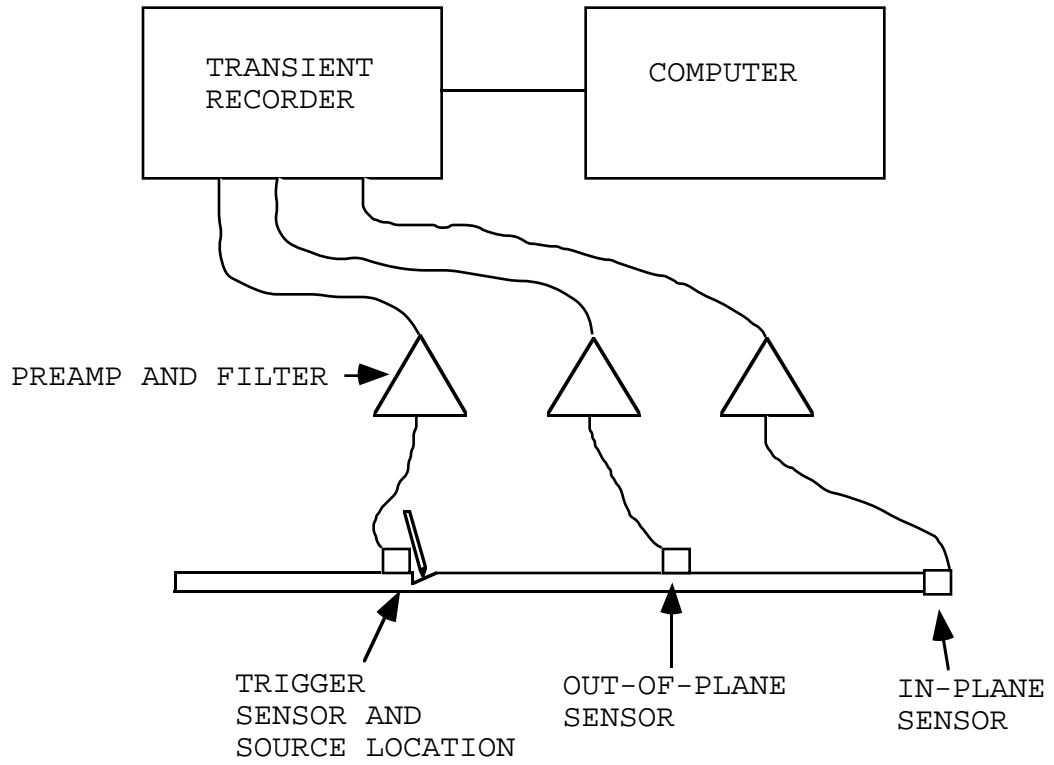 TRANSIENT
RECORDER
COMPUTER
PREAMP AND FILTER
TRIGGER
SENSOR AND
SOURCE LOCATION
OUT-OF-PLANE
SENSOR
IN-PLANE
SENSOR